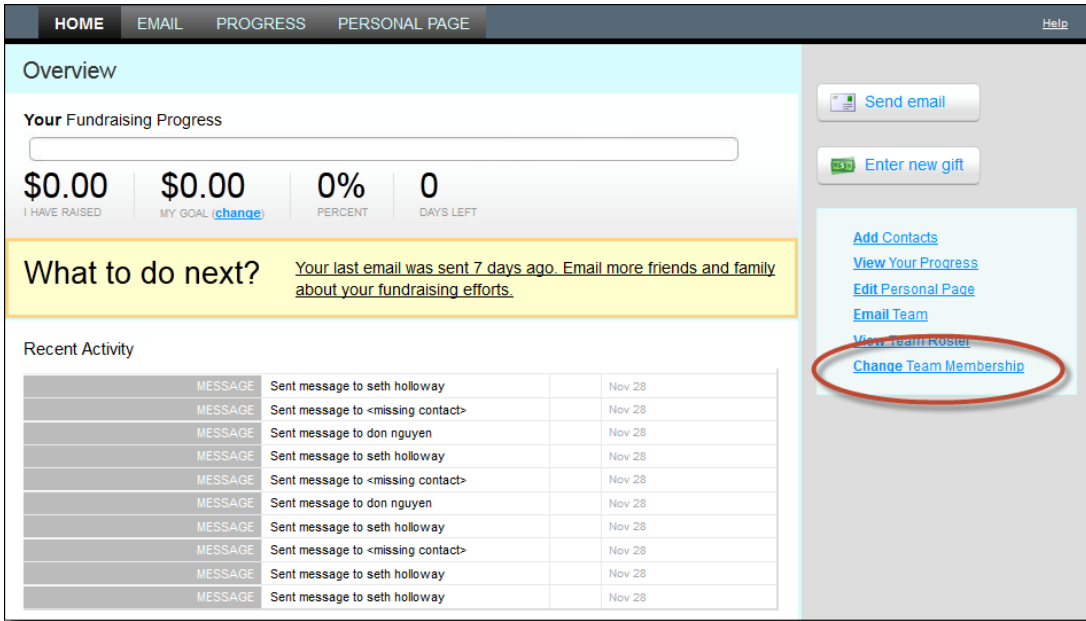 HOME EMAIL PROGRESS PERSONAL PAGE Help
Overview
Your Fundraising Progress
$0.00 $0.00 0% 0
I HAVE RAISED MY GOAL (change) PERCENT DAYS LEFT
What to do next?
Your last email was sent 7 days ago. Email more friends and family
about your fundraising efforts.
Recent Activity
MESSAGE Sent message to seth holloway Nov 28
MESSAGE Sent message to <missing contact> Nov 28
MESSAGE Sent message to don nguyen Nov 28
MESSAGE Sent message to seth holloway Nov 28
MESSAGE Sent message to <missing contact> Nov 28
MESSAGE Sent message to don nguyen Nov 28
MESSAGE Sent message to seth holloway Nov 28
MESSAGE Sent message to <missing contact> Nov 28
MESSAGE Sent message to seth holloway Nov 28
MESSAGE Sent message to seth holloway Nov 28
Send email
Enter new gift
Add Contacts
View Your Progress
Edit Personal Page
Email Team
View Team Roster
Change Team Membership